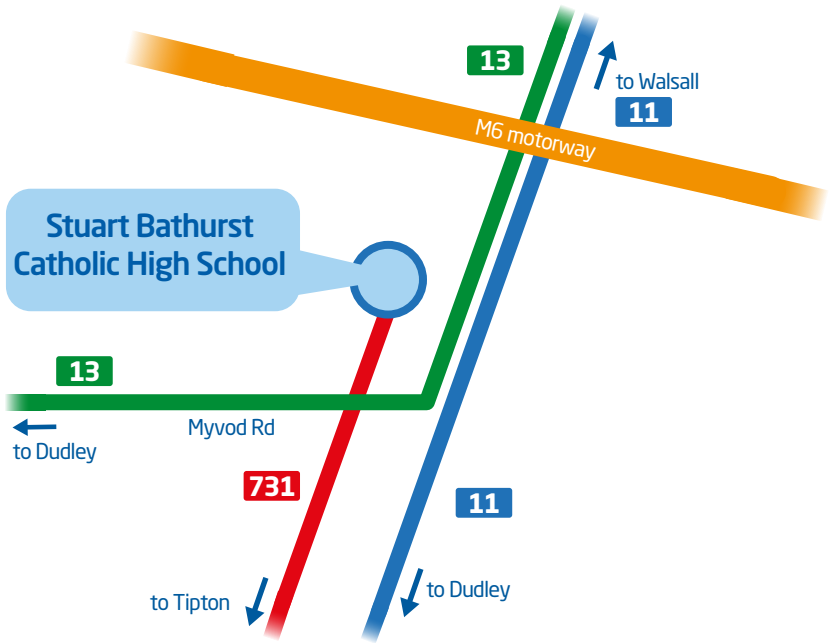 13
to Walsall
11
M6 motorway
Stuart Bathurst
Catholic High School
13
Myvod Rd
to Dudley
731
11
to Dudley
to Tipton